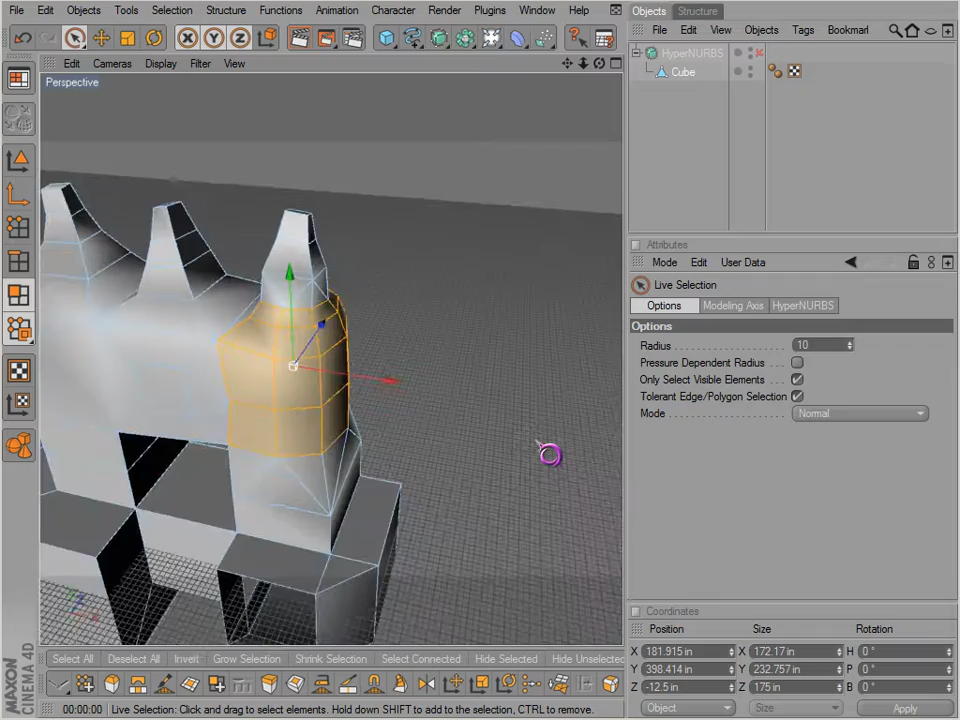 File Edit Objects Tools Selection Structure Functions Animation Character Render Plugins Window Help
Objects Structure
File Edit View Objects Tags Bookmark
HyperNURBS
Cube
Edit Cameras Display Filter View
Perspective
Attributes
Mode Edit User Data
Live Selection
Options Modeling Axis HyperNURBS
Options
Radius 10
Pressure Dependent Radius
Only Select Visible Elements
Tolerant Edge/Polygon Selection
Mode Normal
Coordinates
Position Size Rotation
X 181.915 in X 172.17 in H 0 °
Y 398.414 in Y 232.757 in P 0 °
Z -12.5 in Z 175 in B 0 °
Object Size Apply
Select All Deselect All Invert Grow Selection Shrink Selection Select Connected Hide Selected Hide Unselected
00:00:00 Live Selection: Click and drag to select elements. Hold down SHIFT to add to the selection, CTRL to remove.
MAXON
CINEMA 4D
X Y Z